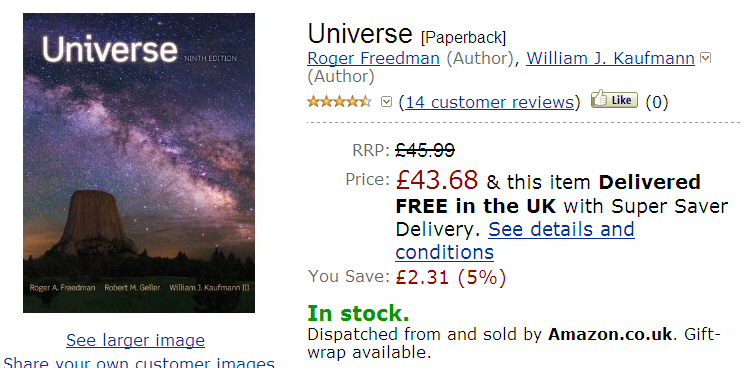 Universe
NINTH EDITION
Roger A. Freedman Robert M. Geller William J. Kaufmann III
See larger image
Share your own customer images
Universe [Paperback]
Roger Freedman (Author), William J. Kaufmann
(Author)
(14 customer reviews) Like (0)
RRP: £45.99
Price: £43.68 & this item Delivered
FREE in the UK with Super Saver
Delivery. See details and
conditions
You Save: £2.31 (5%)
In stock.
Dispatched from and sold by Amazon.co.uk. Gift-
wrap available.